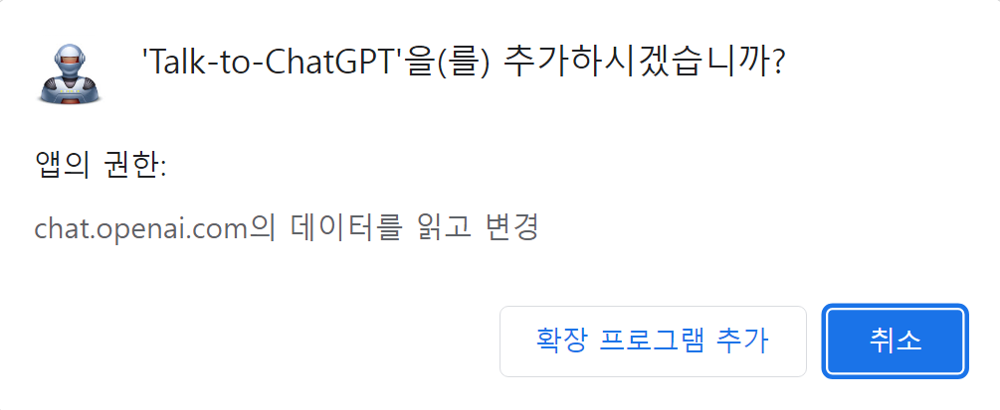 'Talk-to-ChatGPT'을(를) 추가하시겠습니까?
앱의 권한:
chat.openai.com의 데이터를 읽고 변경
확장 프로그램 추가
취소